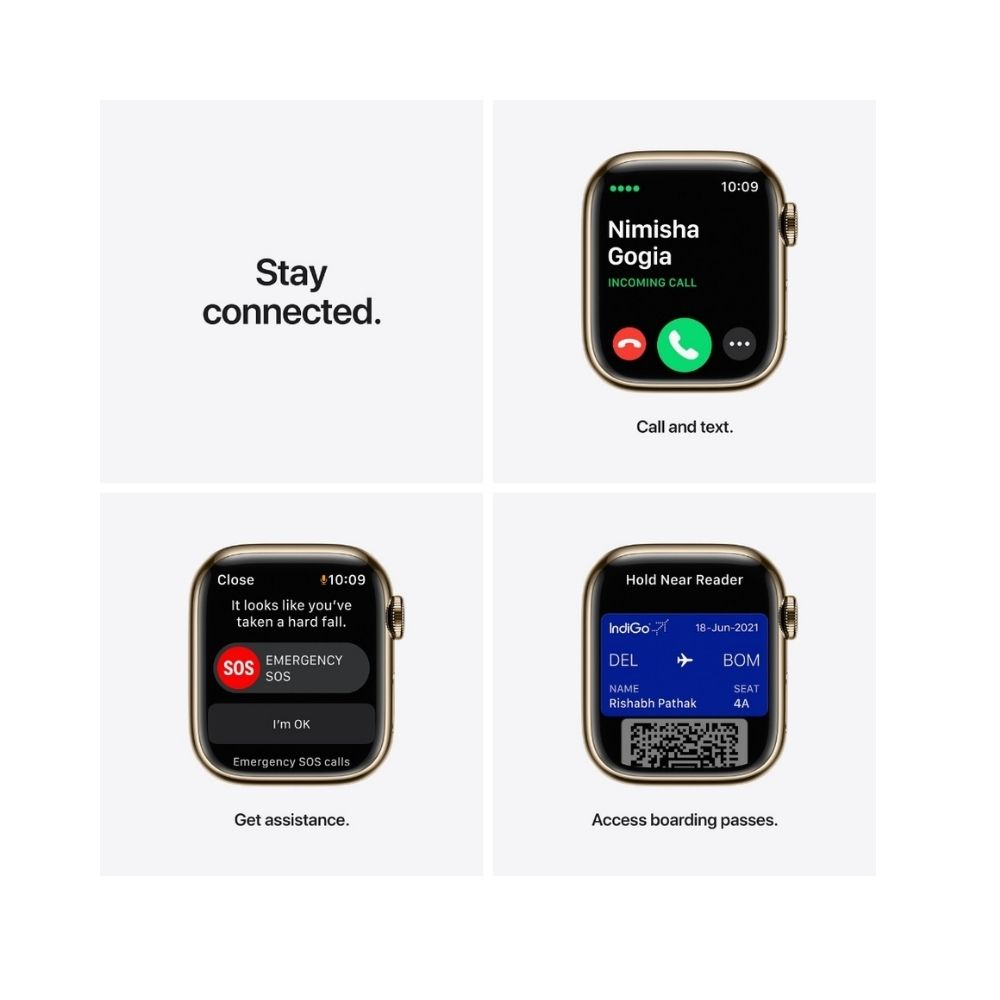 Stay
connected.
10:09
Nimisha
Gogia
INCOMING CALL
Call and text.
Close 10:09
It looks like you've
taken a hard fall.
SOS EMERGENCY
SOS
I'm OK
Emergency SOS calls
Get assistance.
Hold Near Reader
IndiGo 18-Jun-2021
DEL BOM
NAME SEAT
Rishabh Pathak 4A
Access boarding passes.